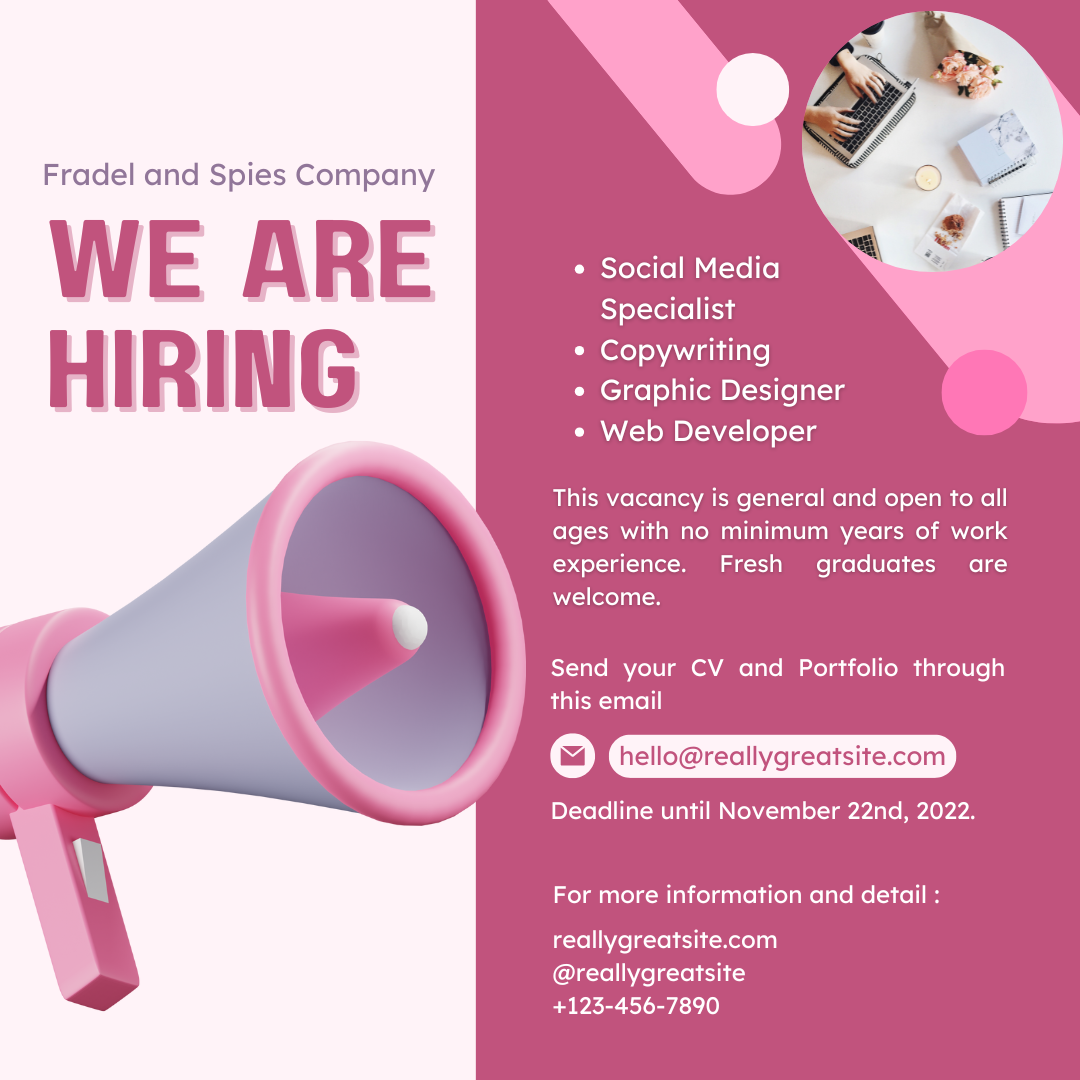 Fradel and Spies Company
WE ARE
HIRING
• Social Media
Specialist
• Copywriting
• Graphic Designer
• Web Developer
This vacancy is general and open to all
ages with no minimum years of work
experience. Fresh graduates are
welcome.
Send your CV and Portfolio through
this email
hello@reallygreatsite.com
Deadline until November 22nd, 2022.
For more information and detail :
reallygreatsite.com
@reallygreatsite
+123-456-7890